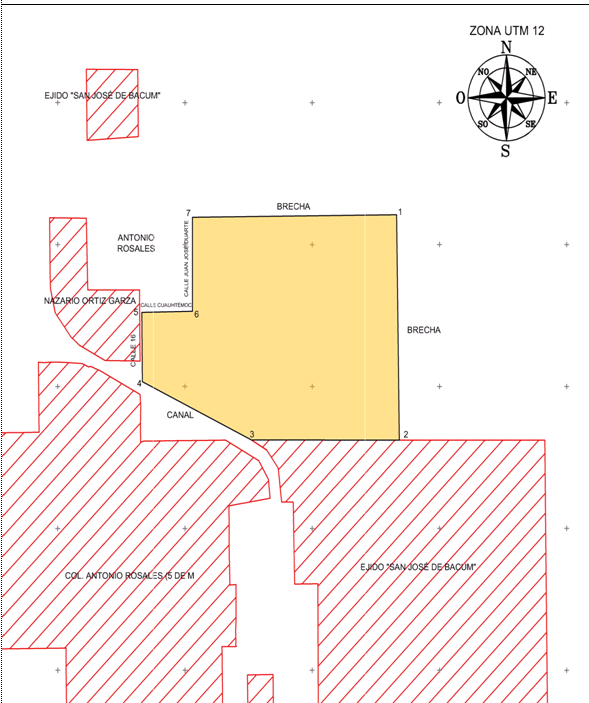 ZONA UTM 12
N
NO NE
O E
SO SE
S
EJIDO "SAN JOSÉ DE BACUM"
7 BRECHA 1
ANTONIO
ROSALES
CALLE JUAN JOSÉ DUARTE
NAZARIO ORTIZ GARZA
CALLE CUAUHTÉMOC
5 6
CALLE 16
BRECHA
4
CANAL
3 2
EJIDO "SAN JOSÉ DE BACUM"
COL. ANTONIO ROSALES (5 DE M